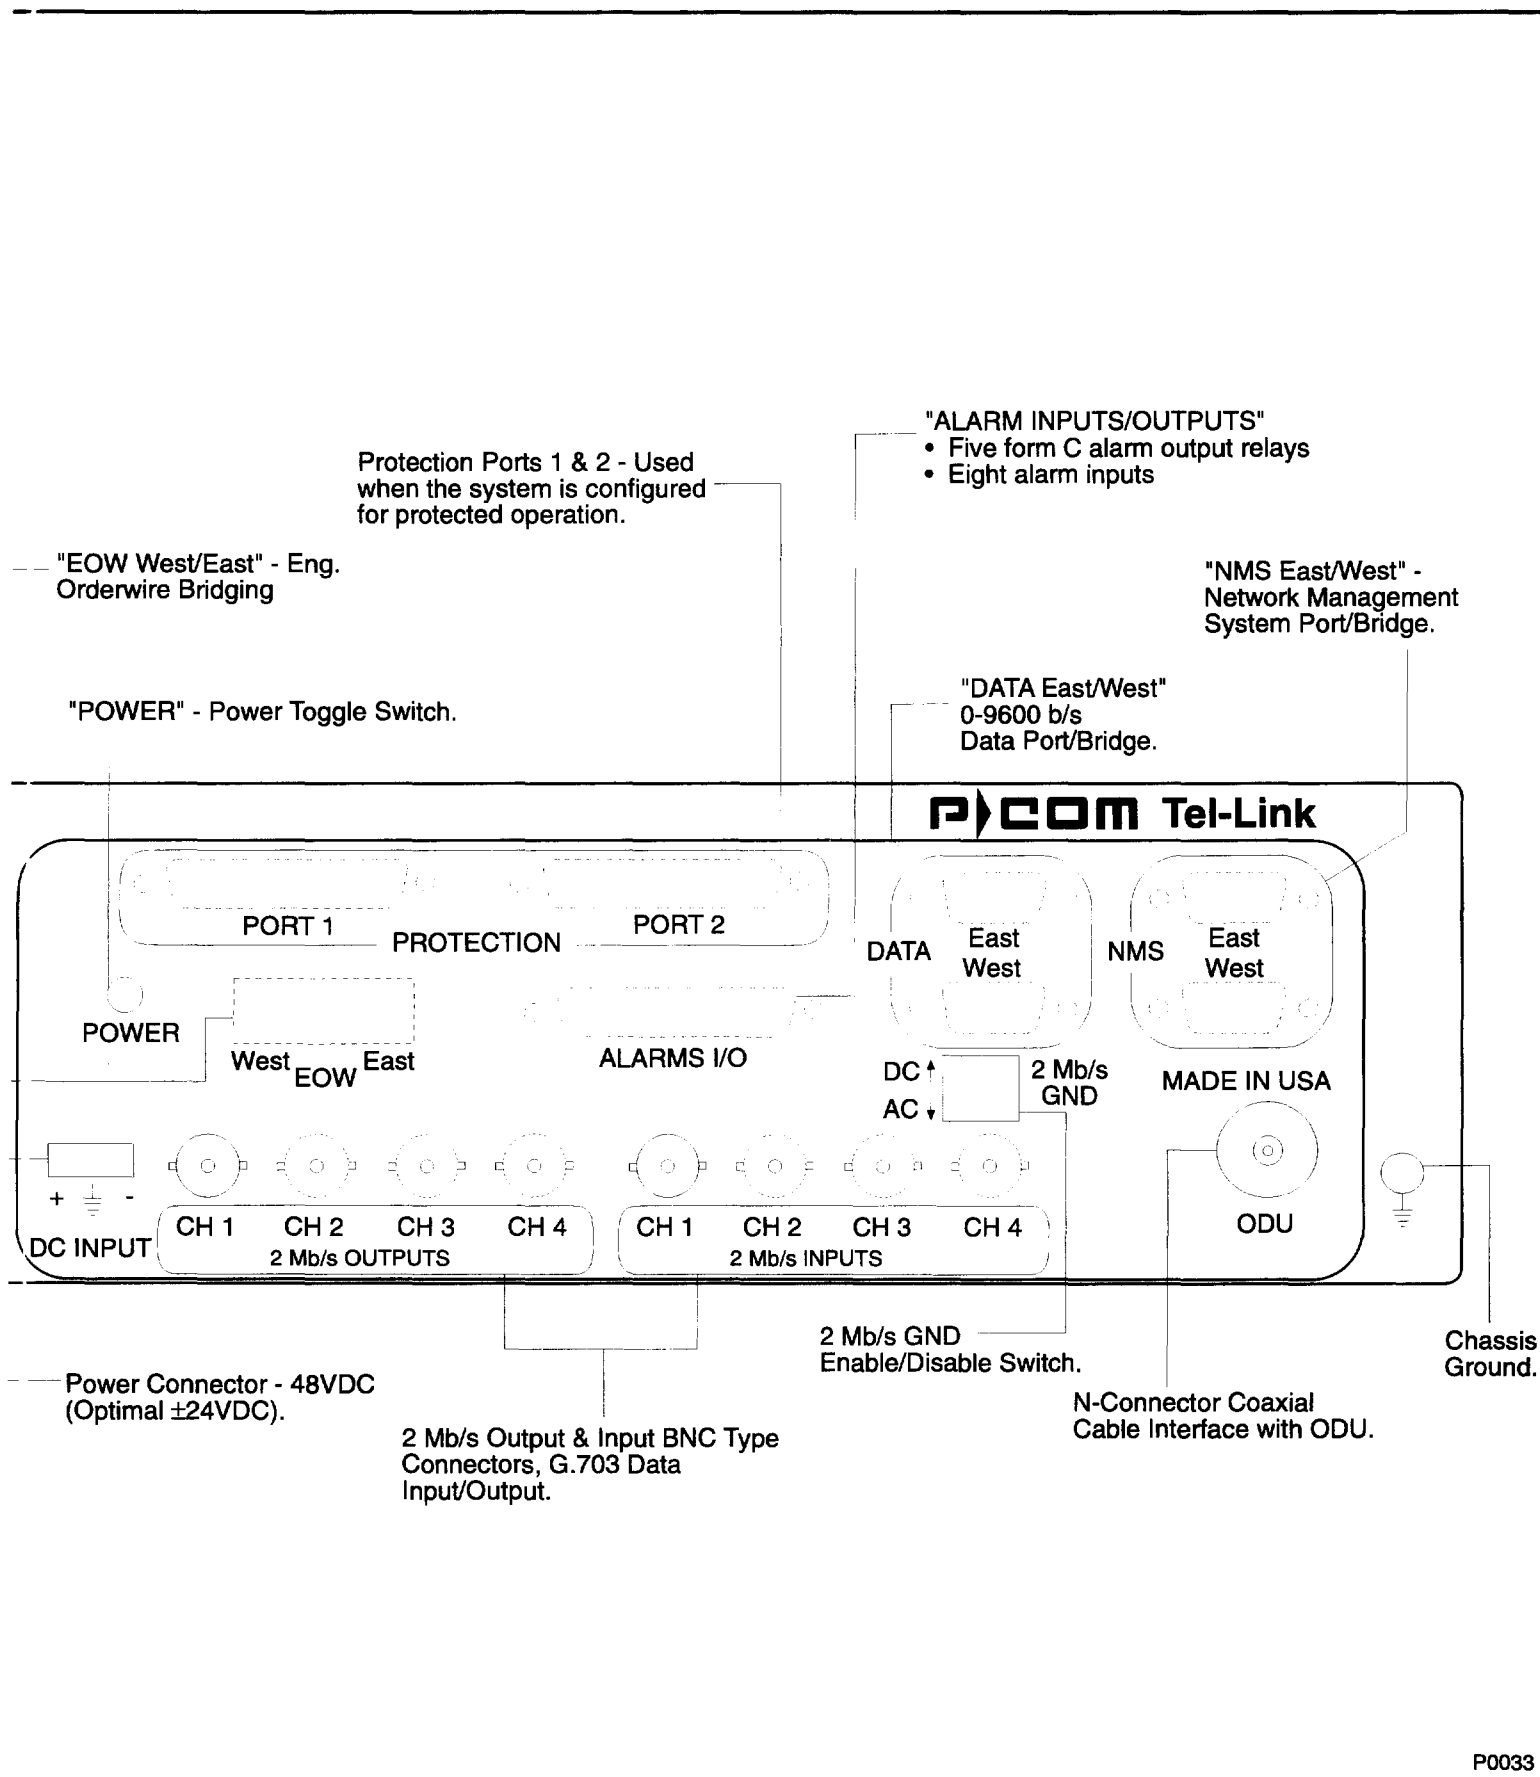 "ALARM INPUTS/OUTPUTS"
• Five form C alarm output relays
• Eight alarm inputs
Protection Ports 1 & 2 - Used
when the system is configured
for protected operation.
"EOW West/East" - Eng.
Orderwire Bridging
"NMS East/West" -
Network Management
System Port/Bridge.
"DATA East/West"
0-9600 b/s
Data Port/Bridge.
"POWER" - Power Toggle Switch.
P COM Tel-Link
PORT 1
PROTECTION
PORT 2
DATA
East
West
NMS
East
West
POWER
West
EOW
East
ALARMS I/O
DC
AC
2 Mb/s
GND
MADE IN USA
+ -
DC INPUT
CH 1 CH 2 CH 3 CH 4
2 Mb/s OUTPUTS
CH 1 CH 2 CH 3 CH 4
2 Mb/s INPUTS
ODU
2 Mb/s GND
Enable/Disable Switch.
Chassis
Ground.
Power Connector - 48VDC
(Optimal ±24VDC).
N-Connector Coaxial
Cable Interface with ODU.
2 Mb/s Output & Input BNC Type
Connectors, G.703 Data
Input/Output.
P0033